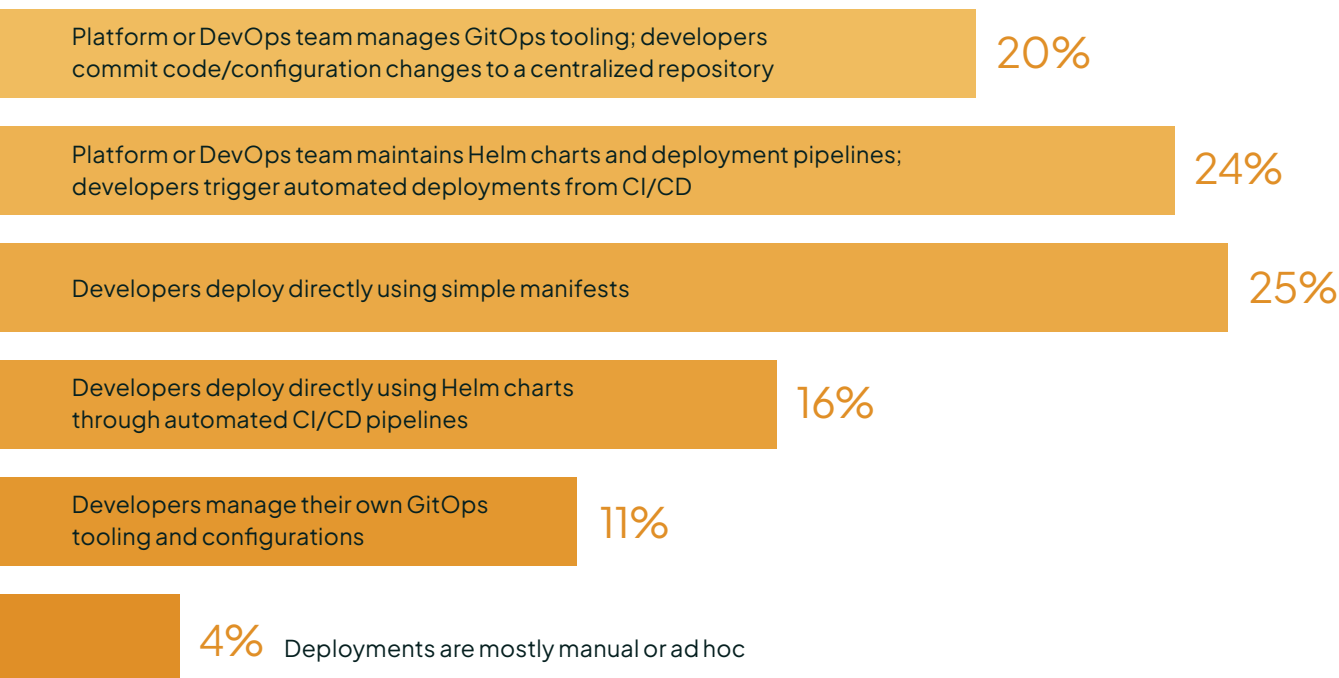 Platform or DevOps team manages GitOps tooling; developers
commit code/configuration changes to a centralized repository
20%
Platform or DevOps team maintains Helm charts and deployment pipelines;
developers trigger automated deployments from CI/CD
24%
Developers deploy directly using simple manifests
25%
Developers deploy directly using Helm charts
through automated CI/CD pipelines
16%
Developers manage their own GitOps
tooling and configurations
11%
4%
Deployments are mostly manual or ad hoc